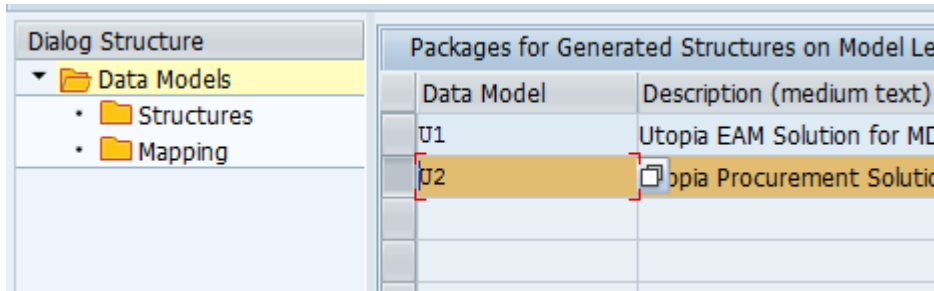 Dialog Structure
Data Models
Structures
Mapping
Packages for Generated Structures on Model Le
Data Model Description (medium text)
U1 Utopia EAM Solution for MD
U2 opia Procurement Solutio